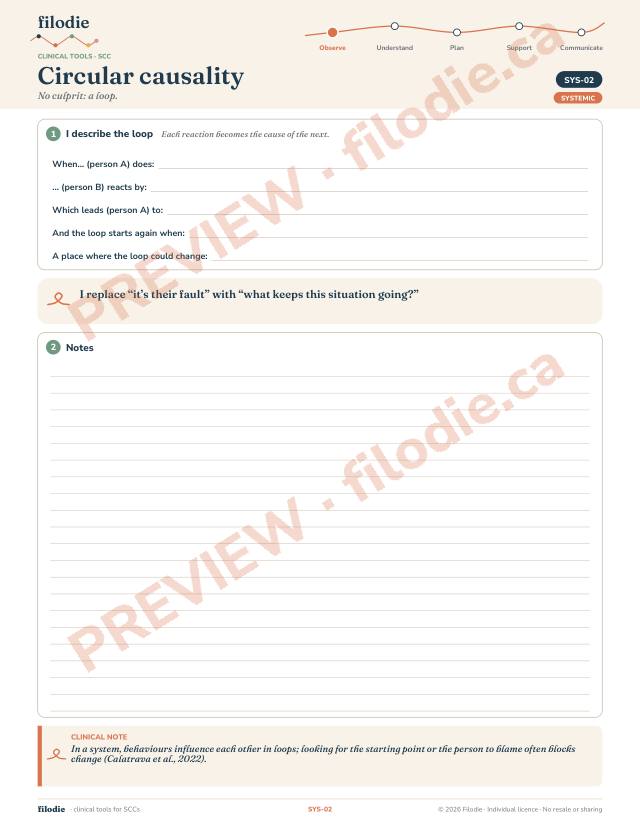 filodie
CLINICAL TOOLS · SCC
Observe
Understand
Plan
Support
Communicate
Circular causality
No culprit: a loop.
SYS-02
SYSTEMIC
1 I describe the loop Each reaction becomes the cause of the next.
When... (person A) does:
... (person B) reacts by:
Which leads (person A) to:
And the loop starts again when:
A place where the loop could change:
I replace “it’s their fault” with “what keeps this situation going?”
2 Notes
PREVIEW · filodie.ca
PREVIEW · filodie.ca
CLINICAL NOTE
In a system, behaviours influence each other in loops; looking for the starting point or the person to blame often blocks
change (Calatrava et al., 2022).
filodie · clinical tools for SCCs
SYS-02
© 2026 Filodie · Individual licence · No resale or sharing